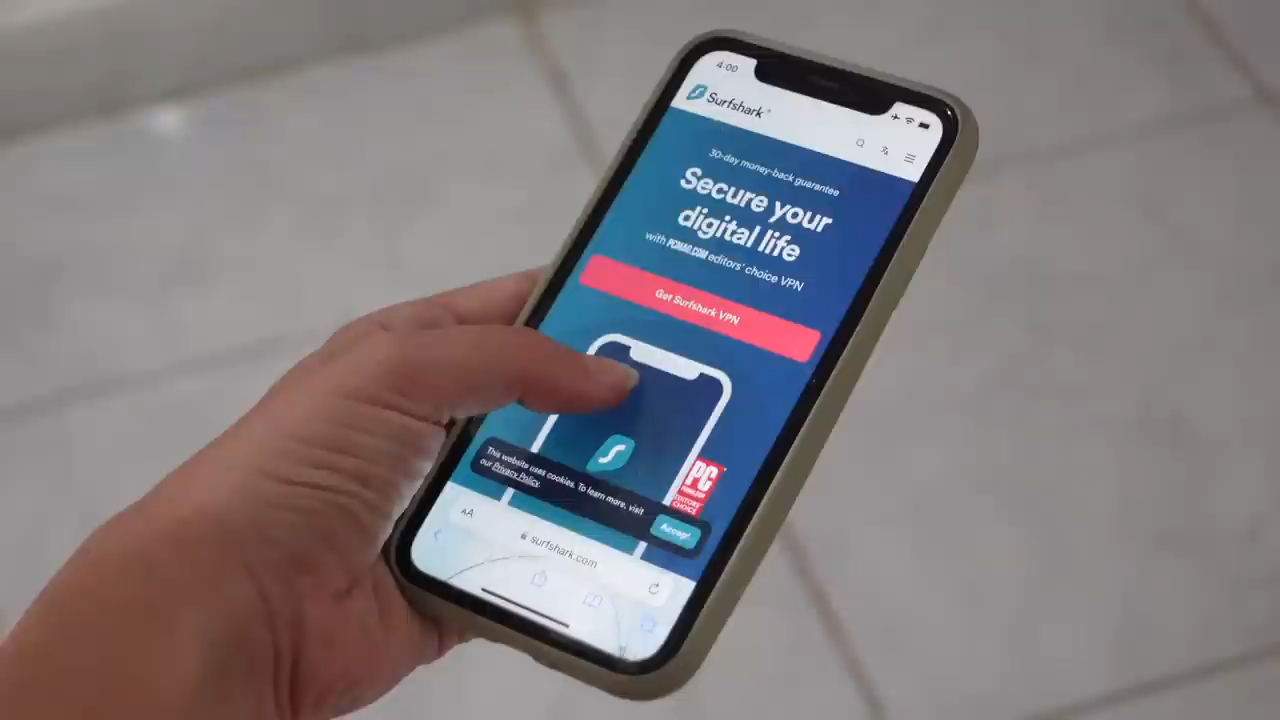 4:00
Surfshark
30-day money-back guarantee
Secure your
digital life
with PCMAG.COM editors' choice VPN
Get Surfshark VPN
This website uses cookies. To learn more, visit
our Privacy Policy.
Accept
PC
EDITORS'
CHOICE
AA
surfshark.com